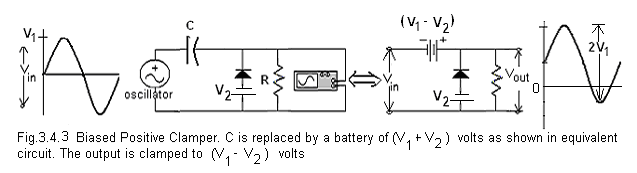 V1
Vin
C
oscillator
V2
R
(V1 - V2)
- +
Vin
V2
Vout
0
2V1
Fig.3.4.3 Biased Positive Clamper. C is replaced by a battery of (V1 + V2) volts as shown in equivalent
circuit. The output is clamped to (V1 - V2) volts